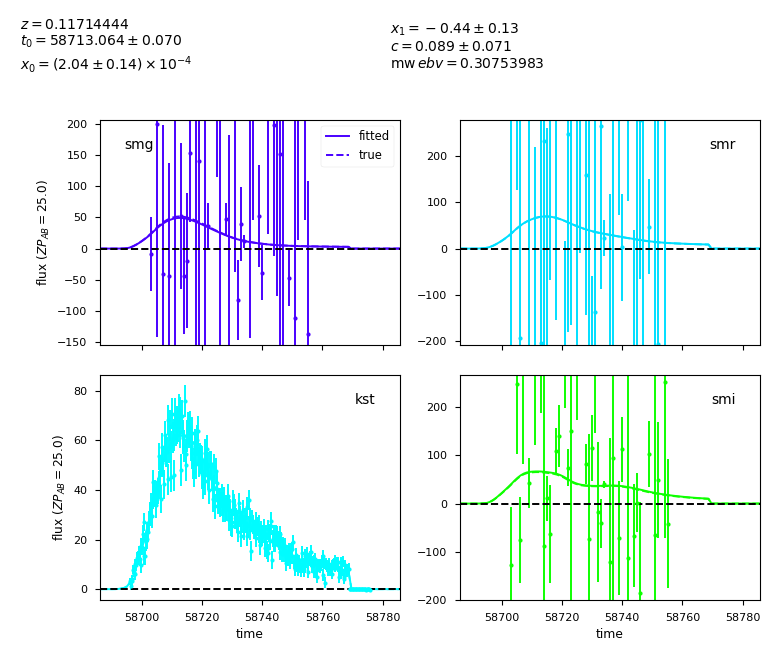 z = 0.11714444
t₀ = 58713.064 ± 0.070
x₀ = (2.04 ± 0.14) × 10⁻⁴
x₁ = −0.44 ± 0.13
c = 0.089 ± 0.071
mwebv = 0.30753983
smg
fitted
true
200
150
100
50
0
−50
−100
−150
flux (ZP_AB = 25.0)
smr
200
100
0
−100
−200
kst
80
60
40
20
0
flux (ZP_AB = 25.0)
58700 58720 58740 58760 58780
time
smi
200
100
0
−100
−200
58700 58720 58740 58760 58780
time